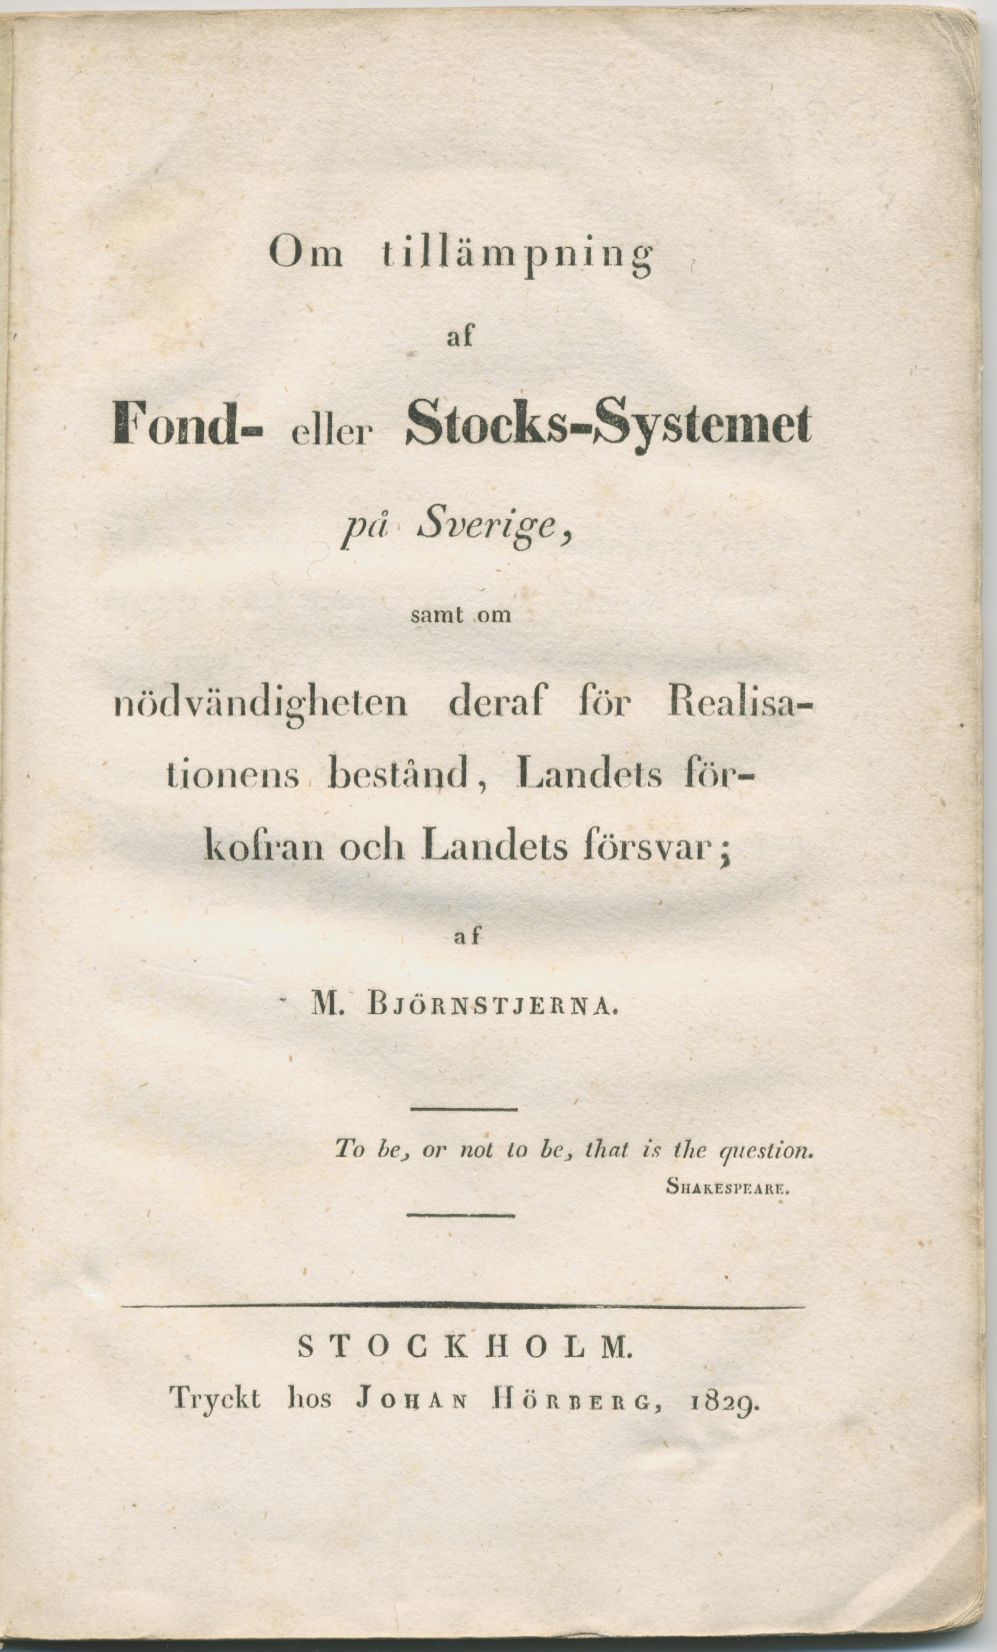 Om tillämpning
af
Fond- eller Stocks-Systemet
på Sverige,
samt om
nödvändigheten deraf för Realisa-
tionens bestånd, Landets för-
kofran och Landets försvar;
af
M. BJÖRNSTJERNA.
To be, or not to be, that is the question.
SHAKESPEARE.
STOCKHOLM.
Tryckt hos JOHAN HÖRBERG, 1829.